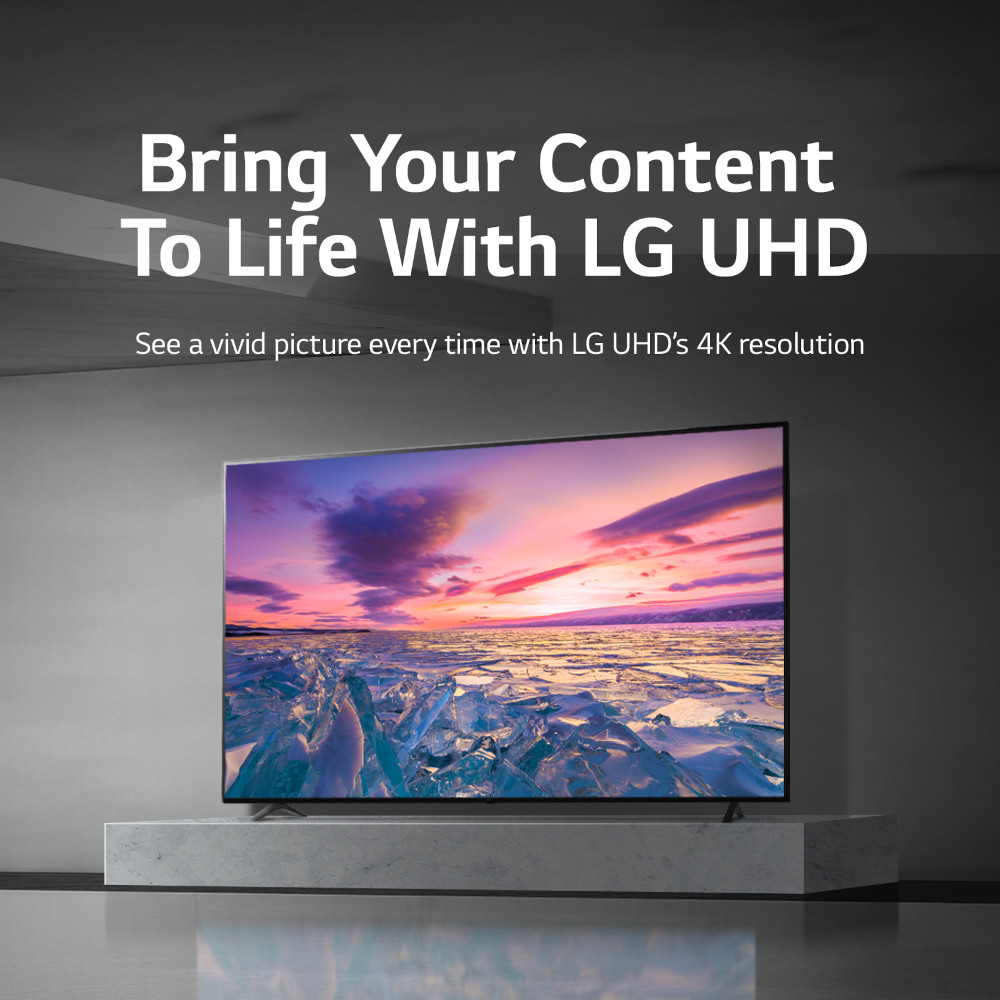 Bring Your Content
To Life With LG UHD
See a vivid picture every time with LG UHD's 4K resolution